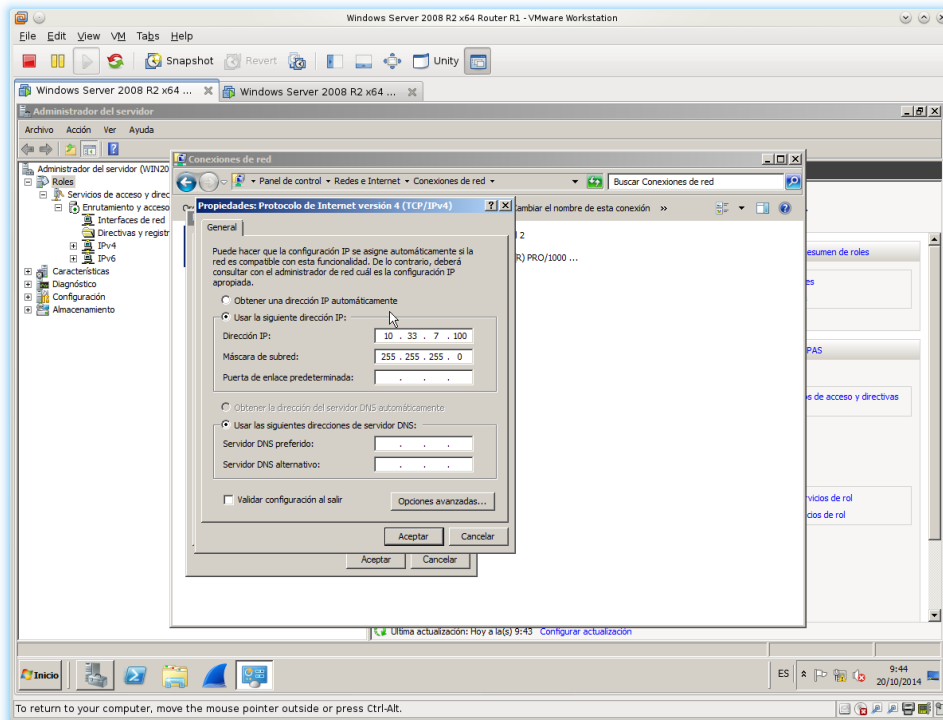 Windows Server 2008 R2 x64 Router R1 - VMware Workstation
File Edit View VM Tabs Help
Snapshot Revert Unity
Windows Server 2008 R2 x64 ... Windows Server 2008 R2 x64 ...
Administrador del servidor
Archivo Acción Ver Ayuda
Administrador del servidor (WIN20
Roles
Servicios de acceso y direc
Enrutamiento y acceso
Interfaces de red
Directivas y registr
IPv4
IPv6
Características
Diagnóstico
Configuración
Almacenamiento
Conexiones de red
Panel de control Redes e Internet Conexiones de red
Buscar Conexiones de red
Cambiar el nombre de esta conexión »
2
R) PRO/1000 ...
Propiedades: Protocolo de Internet versión 4 (TCP/IPv4)
General
Puede hacer que la configuración IP se asigne automáticamente si la
red es compatible con esta funcionalidad. De lo contrario, deberá
consultar con el administrador de red cuál es la configuración IP
apropiada.
Obtener una dirección IP automáticamente
Usar la siguiente dirección IP:
Dirección IP: 10 . 33 . 7 . 100
Máscara de subred: 255 . 255 . 255 . 0
Puerta de enlace predeterminada: . . .
Obtener la dirección del servidor DNS automáticamente
Usar las siguientes direcciones de servidor DNS:
Servidor DNS preferido: . . .
Servidor DNS alternativo: . . .
Validar configuración al salir
Opciones avanzadas...
Aceptar Cancelar
Aceptar Cancelar
esumen de roles
es
PAS
s de acceso y directivas
vicios de rol
cios de rol
Última actualización: Hoy a la(s) 9:43 Configurar actualización
Inicio
ES
9:44
20/10/2014
To return to your computer, move the mouse pointer outside or press Ctrl-Alt.